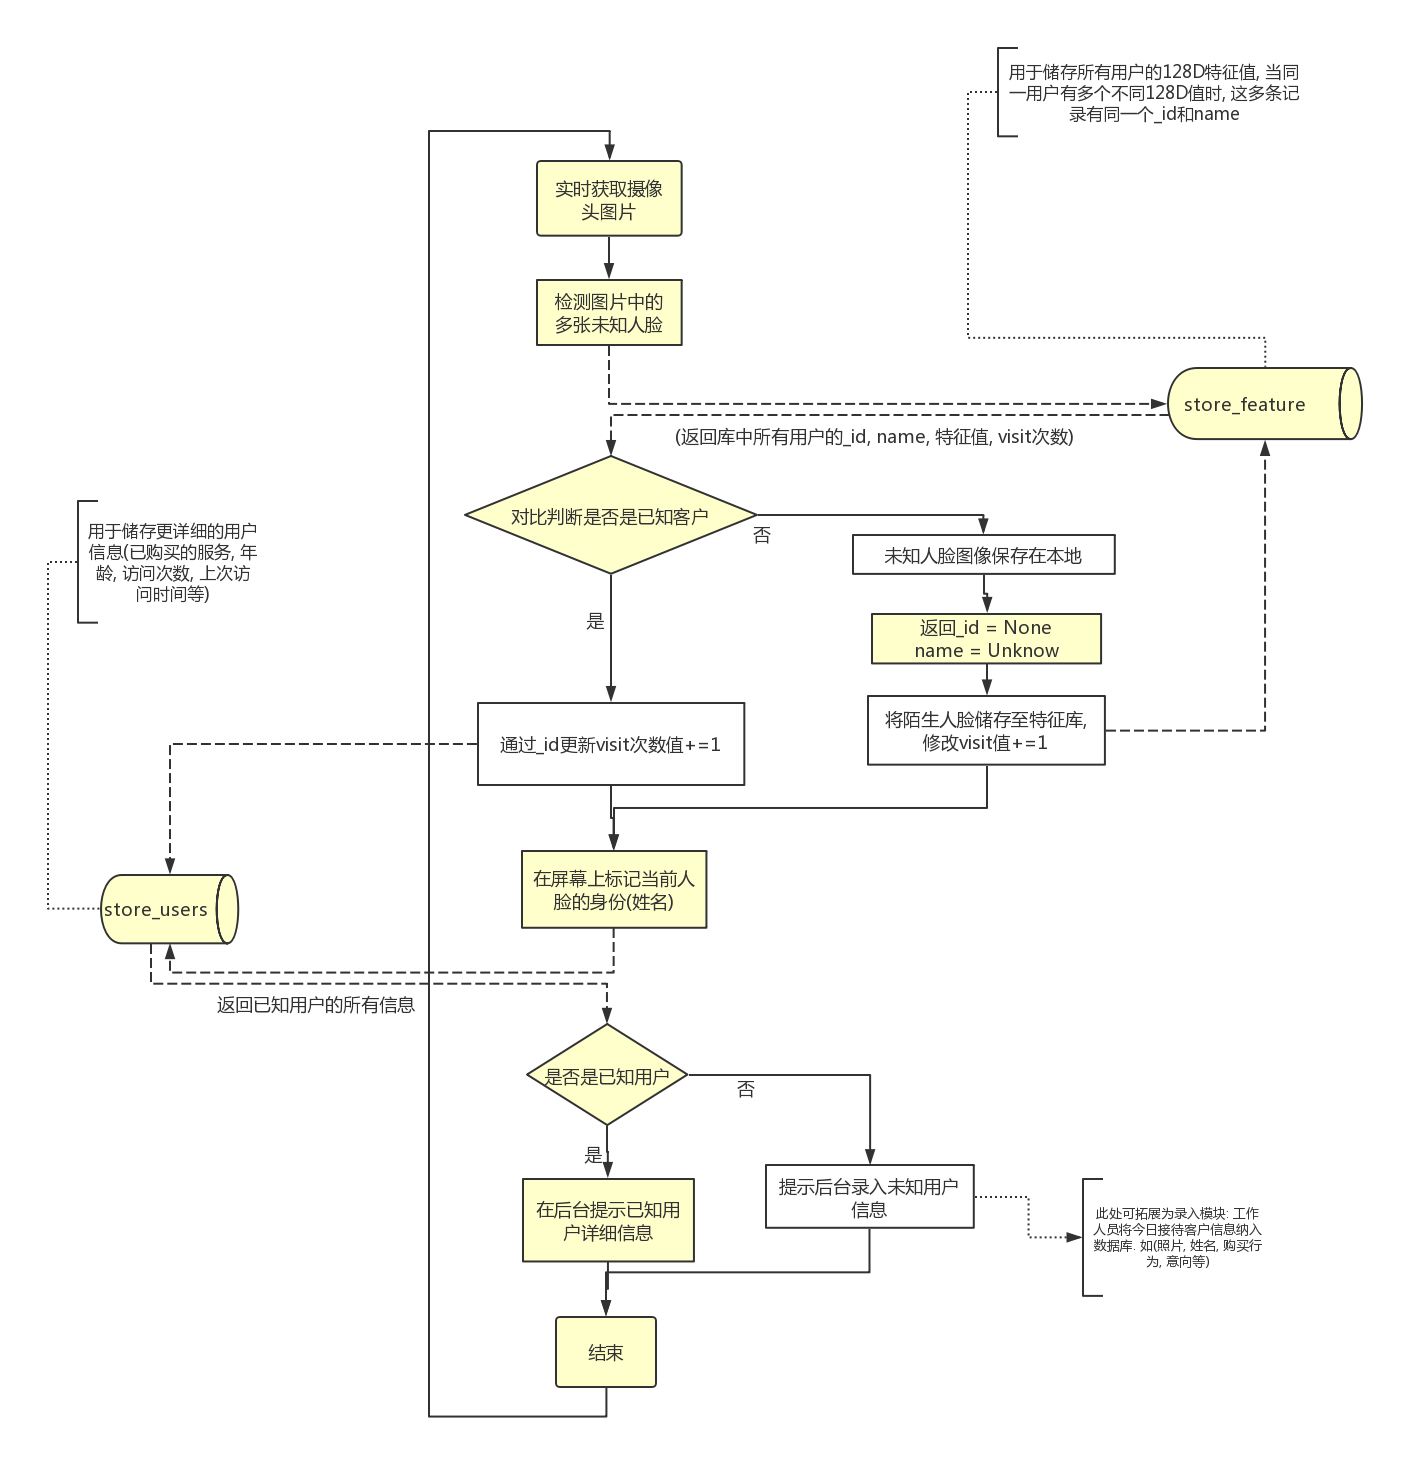 用于储存所有用户的128D特征值, 当同
一用户有多个不同128D值时, 这多条记
录有同一个_id和name
实时获取摄像
头图片
检测图片中的
多张未知人脸
store_feature
(返回库中所有用户的_id, name, 特征值, visit次数)
对比判断是否是已知客户
否
用于储存更详细的用户
信息(已购买的服务, 年
龄, 访问次数, 上次访
问时间等)
未知人脸图像保存在本地
是
返回_id = None
name = Unknow
将陌生人脸储存至特征库,
修改visit值+=1
通过_id更新visit次数值+=1
在屏幕上标记当前人
脸的身份(姓名)
store_users
返回已知用户的所有信息
是否是已知用户
否
是
提示后台录入未知用户
信息
在后台提示已知用
户详细信息
此处可拓展为录入模块: 工作
人员将今日接待客户信息纳入
数据库. 如(照片, 姓名, 购买行
为, 意向等)
结束